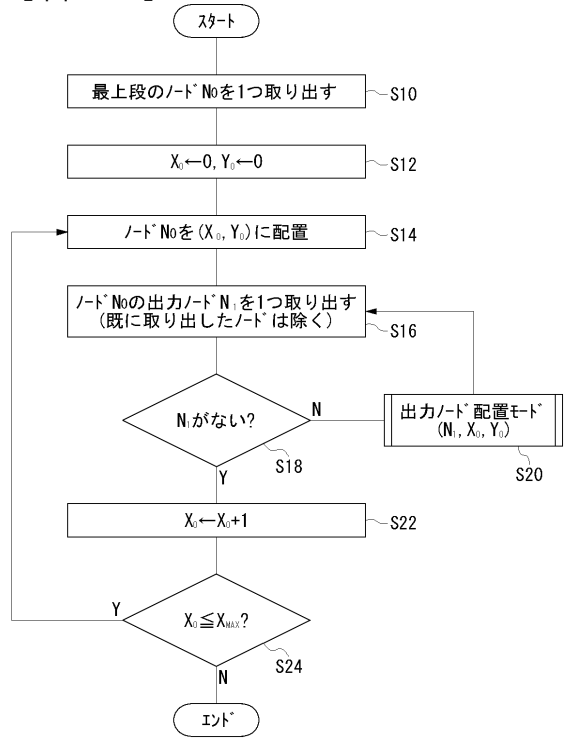 スタート
最上段のノードN₀を1つ取り出す
S10
X₀←0, Y₀←0
S12
ノードN₀を(X₀, Y₀)に配置
S14
ノードN₀の出力ノードN₁を1つ取り出す
(既に取り出したノードは除く)
S16
N₁がない?
N
S18
Y
出力ノード配置モード
(N₁, X₀, Y₀)
S20
X₀←X₀+1
S22
Y
X₀≦X_MAX?
S24
N
エンド